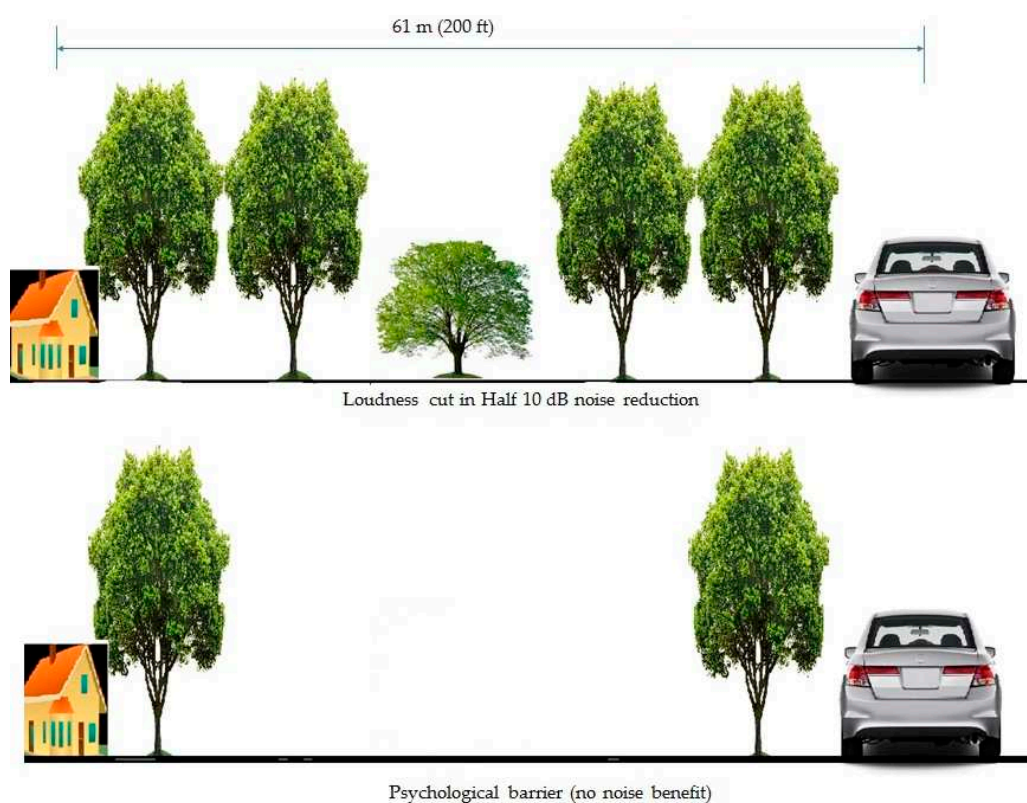 61 m (200 ft)
Loudness cut in Half 10 dB noise reduction
Psychological barrier (no noise benefit)